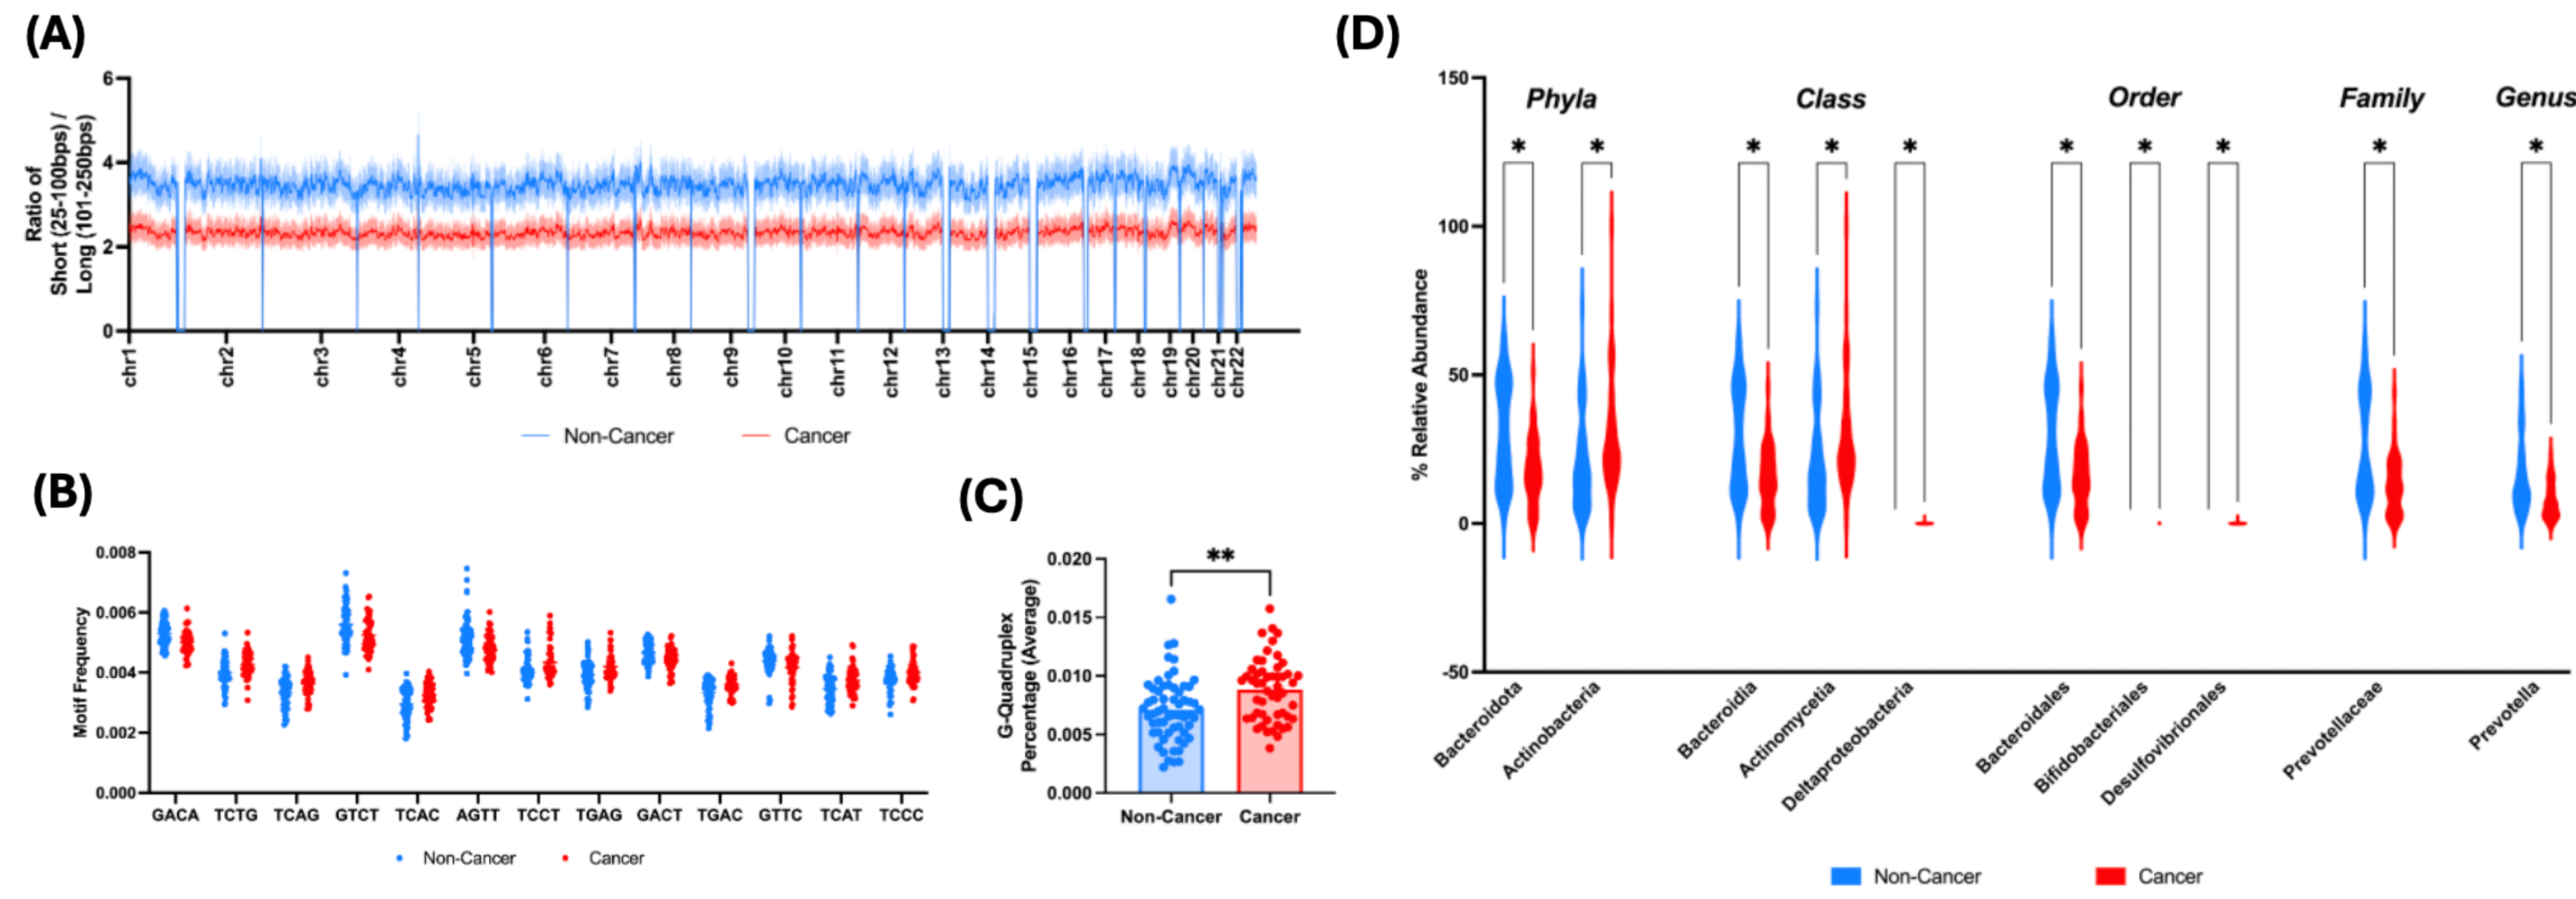 (A)
6
4
2
0
Ratio of
Short (25-100bps) /
Long (101-250bps)
chr1
chr2
chr3
chr4
chr5
chr6
chr7
chr8
chr9
chr10
chr11
chr12
chr13
chr14
chr15
chr16
chr17
chr18
chr19
chr20
chr21
chr22
Non-Cancer
Cancer
(B)
0.008
0.006
0.004
0.002
0.000
Motif Frequency
GACA TCTG TCAG GTCT TCAC AGTT TCCT TGAG GACT TGAC GTTC TCAT TCCC
Non-Cancer
Cancer
(C)
0.020
0.015
0.010
0.005
0.000
G-Quadruplex
Percentage (Average)
**
Non-Cancer Cancer
(D)
150
100
50
0
-50
% Relative Abundance
Phyla Class Order Family Genus
* * * * * * * * * *
Bacteroidota
Actinobacteria
Bacteroidia
Actinomycetia
Deltaproteobacteria
Bacteroidales
Bifidobacteriales
Desulfovibrionales
Prevotellaceae
Prevotella
Non-Cancer
Cancer